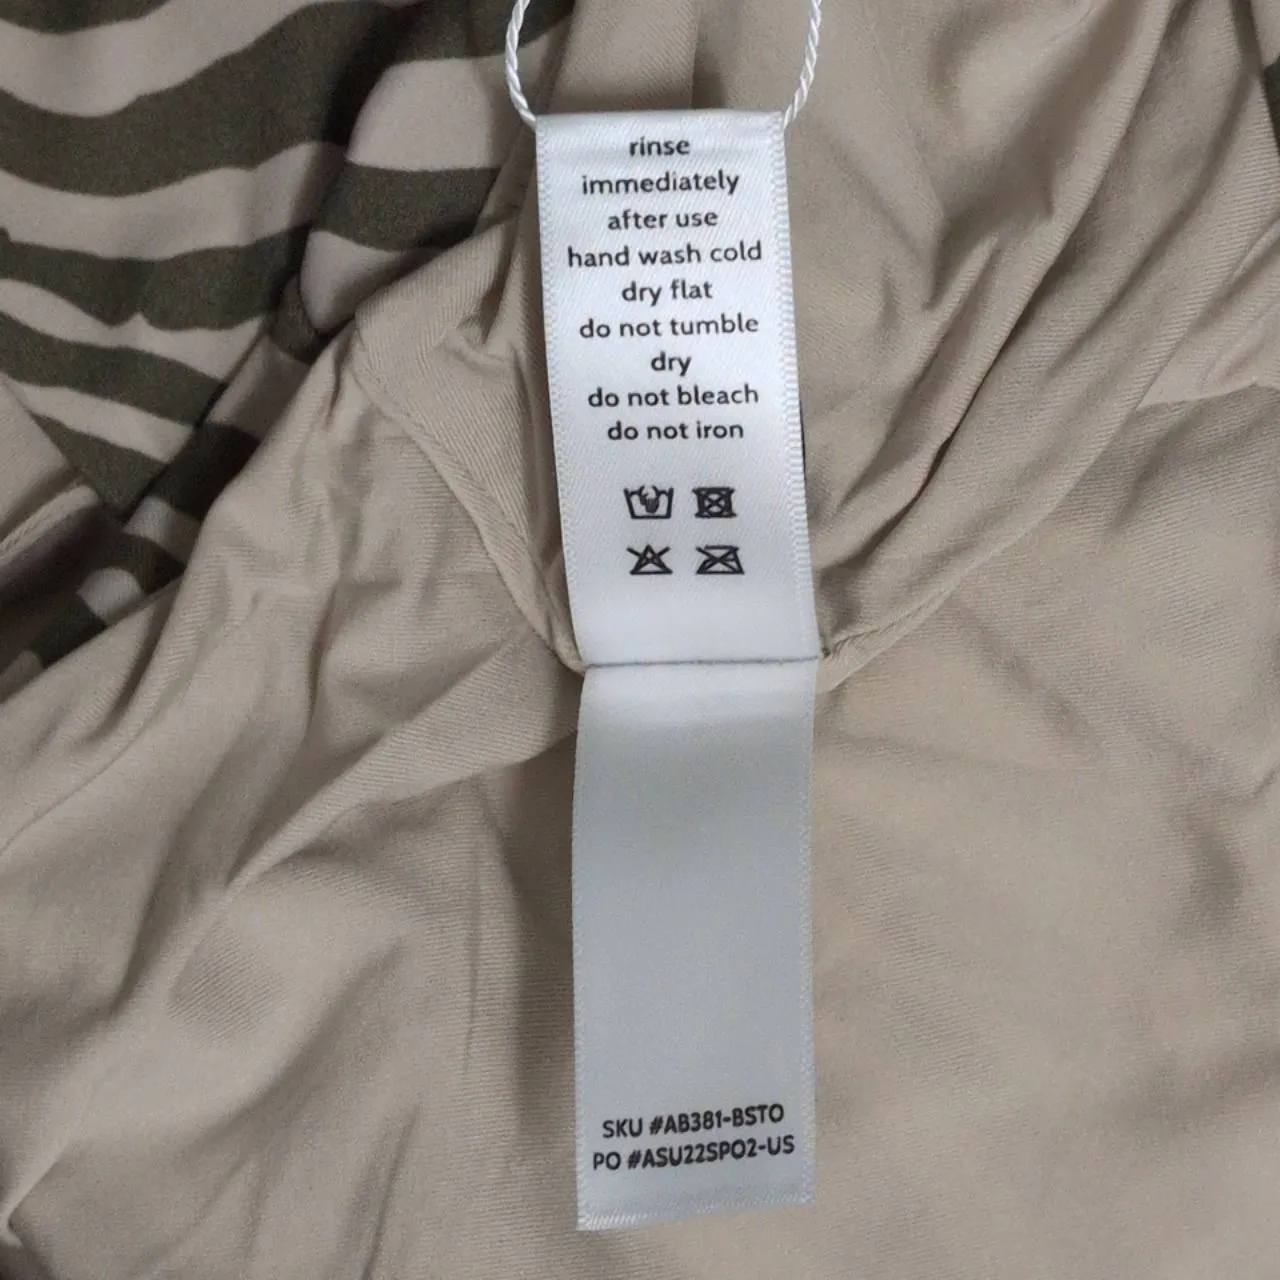 rinse
immediately
after use
hand wash cold
dry flat
do not tumble
dry
do not bleach
do not iron
SKU #AB381-BSTO
PO #ASU22SP02-US